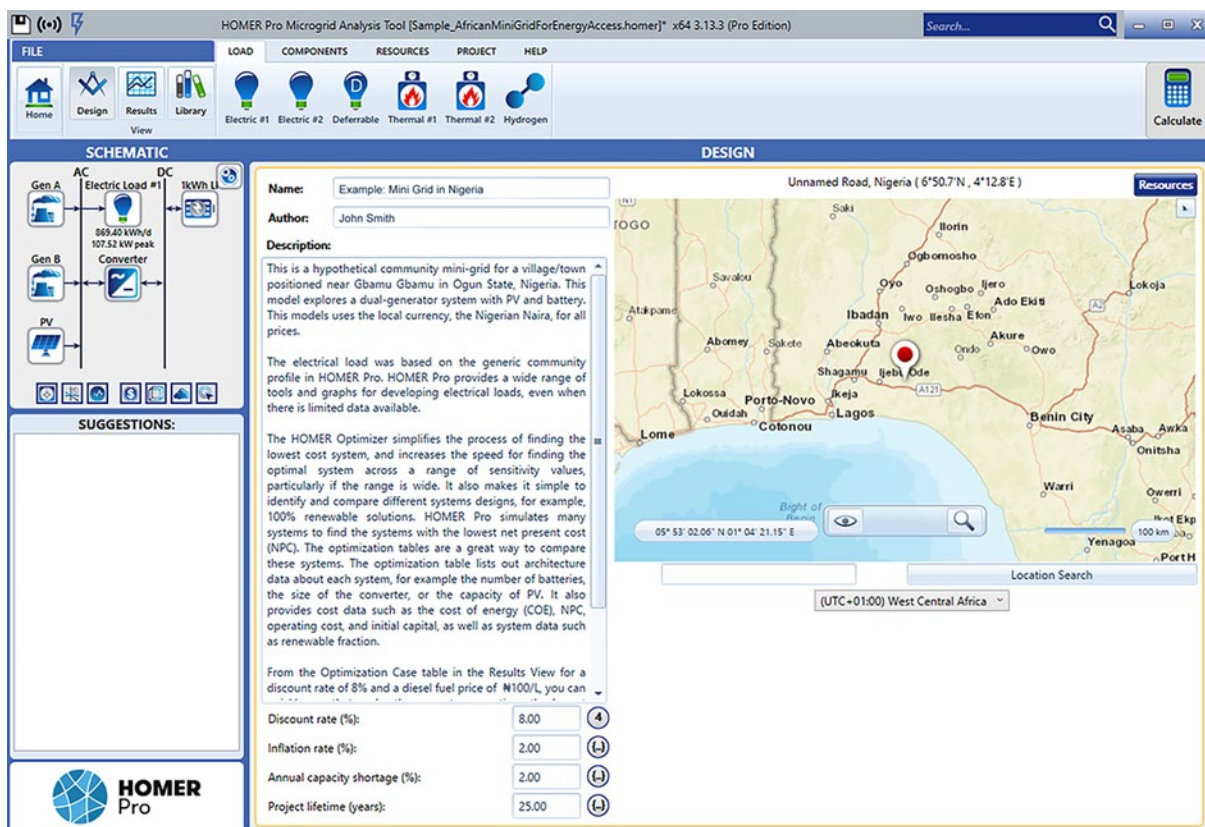 HOMER Pro Microgrid Analysis Tool [Sample_AfricanMiniGridForEnergyAccess.homer]* x64 3.13.3 (Pro Edition)
Search...
FILE
LOAD COMPONENTS RESOURCES PROJECT HELP
Home
Design
Results
Library
View
Electric #1
Electric #2
Deferrable
Thermal #1
Thermal #2
Hydrogen
Calculate
SCHEMATIC
AC DC
Gen A
Electric Load #1
1kWh LI
869.40 kWh/d
107.52 kW peak
Gen B
Converter
PV
SUGGESTIONS:
HOMER
Pro
DESIGN
Name: Example: Mini Grid in Nigeria
Author: John Smith
Description:
This is a hypothetical community mini-grid for a village/town
positioned near Gbamu Gbamu in Ogun State, Nigeria. This
model explores a dual-generator system with PV and battery.
This models uses the local currency, the Nigerian Naira, for all
prices.
The electrical load was based on the generic community
profile in HOMER Pro. HOMER Pro provides a wide range of
tools and graphs for developing electrical loads, even when
there is limited data available.
The HOMER Optimizer simplifies the process of finding the
lowest cost system, and increases the speed for finding the
optimal system across a range of sensitivity values,
particularly if the range is wide. It also makes it simple to
identify and compare different systems designs, for example,
100% renewable solutions. HOMER Pro simulates many
systems to find the systems with the lowest net present cost
(NPC). The optimization tables are a great way to compare
these systems. The optimization table lists out architecture
data about each system, for example the number of batteries,
the size of the converter, or the capacity of PV. It also
provides cost data such as the cost of energy (COE), NPC,
operating cost, and initial capital, as well as system data such
as renewable fraction.
From the Optimization Case table in the Results View for a
discount rate of 8% and a diesel fuel price of ₦100/L, you can
Discount rate (%): 8.00 4
Inflation rate (%): 2.00 {..}
Annual capacity shortage (%): 2.00 {..}
Project lifetime (years): 25.00 {..}
Unnamed Road, Nigeria ( 6°50.7'N , 4°12.8'E )
Resources
N1
TOGO
Saki
Ilorin
Ogbomosho
Savalou
Oyo
Oshogbo
Ijero
Lokoja
Atakpame
Ado Ekiti
A2
Ibadan
Iwo
Ilesha
Efon
Abomey
Sakete
Abeokuta
Akure
Ondo
Owo
Shagamu
Ijebu Ode
A121
Lokossa
Porto-Novo
Ikeja
Ouidah
Lagos
Benin City
Cotonou
Asaba
Awka
Lome
Onitsha
Warri
Owerri
Bight of
Benin
Ikot Ekp
05° 53' 02.06" N 01° 04' 21.15" E
100 km
Yenagoa
Port H
Location Search
(UTC+01:00) West Central Africa